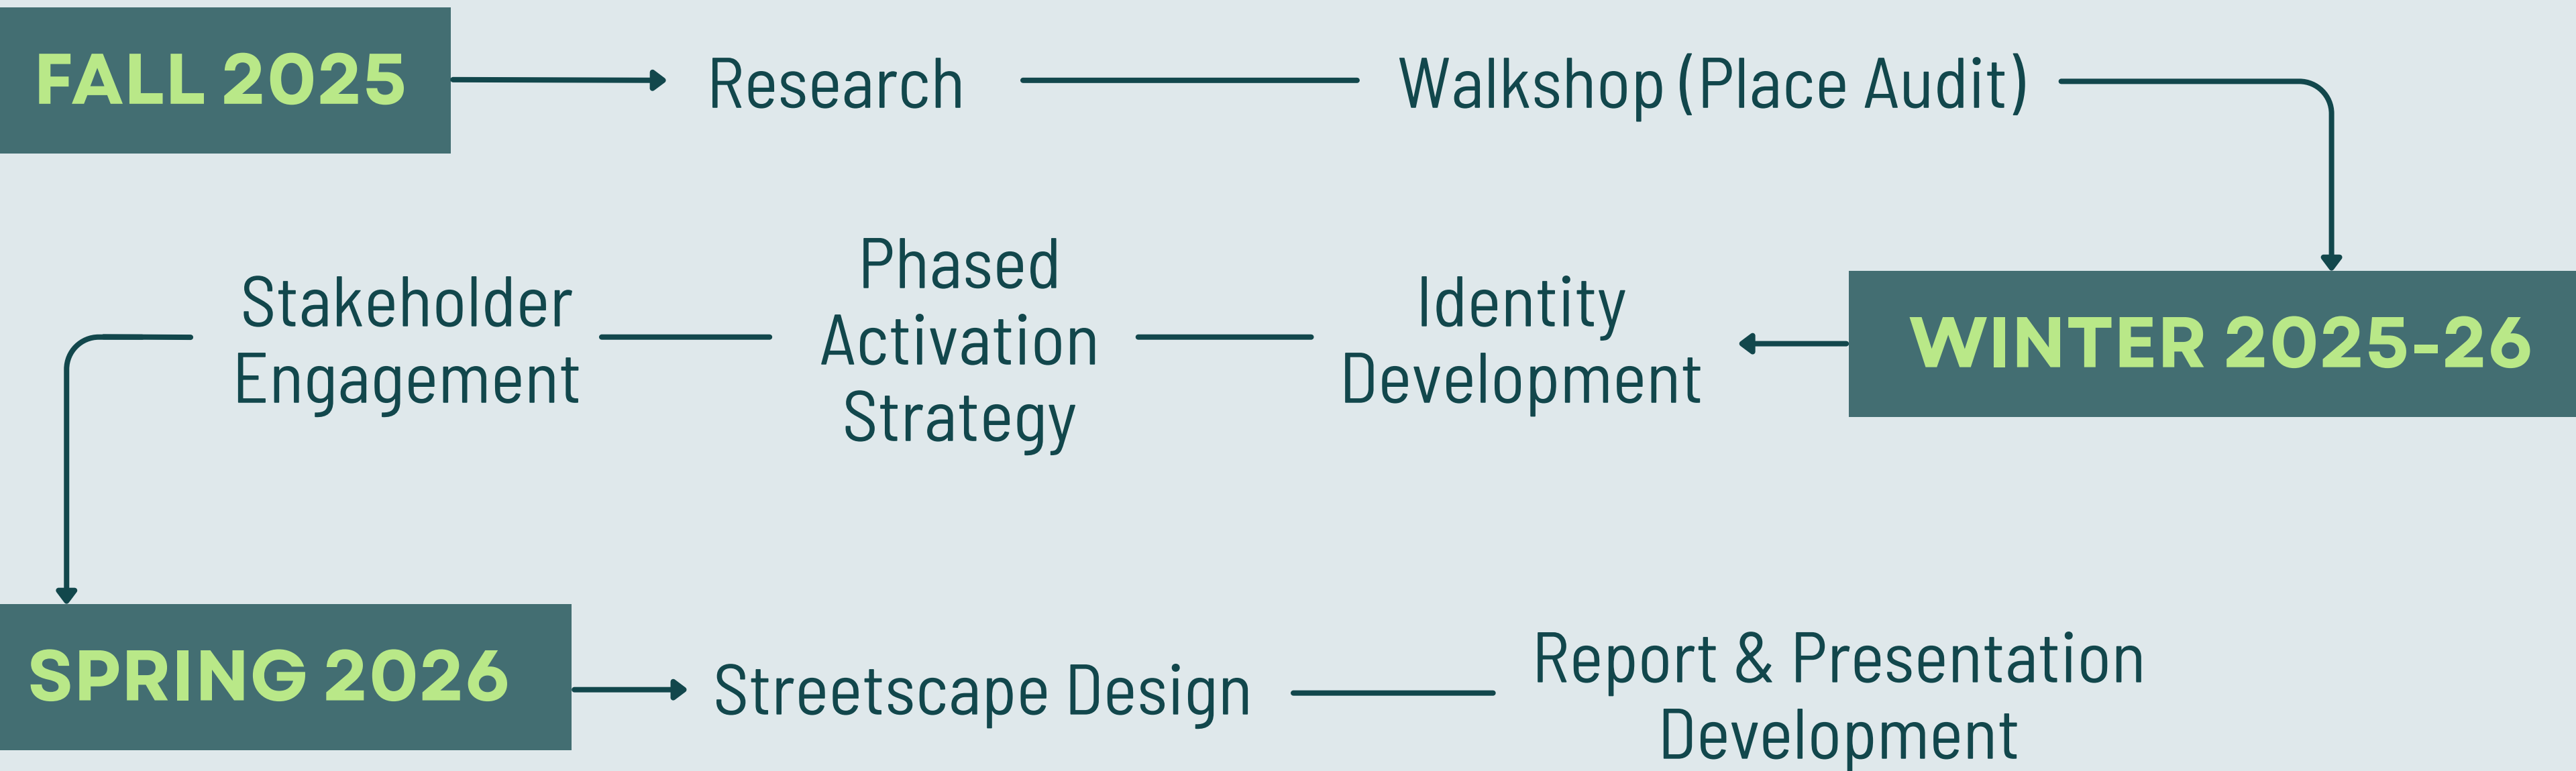 FALL 2025
Research
Walkshop (Place Audit)
WINTER 2025-26
Identity
Development
Phased
Activation
Strategy
Stakeholder
Engagement
SPRING 2026
Streetscape Design
Report & Presentation
Development